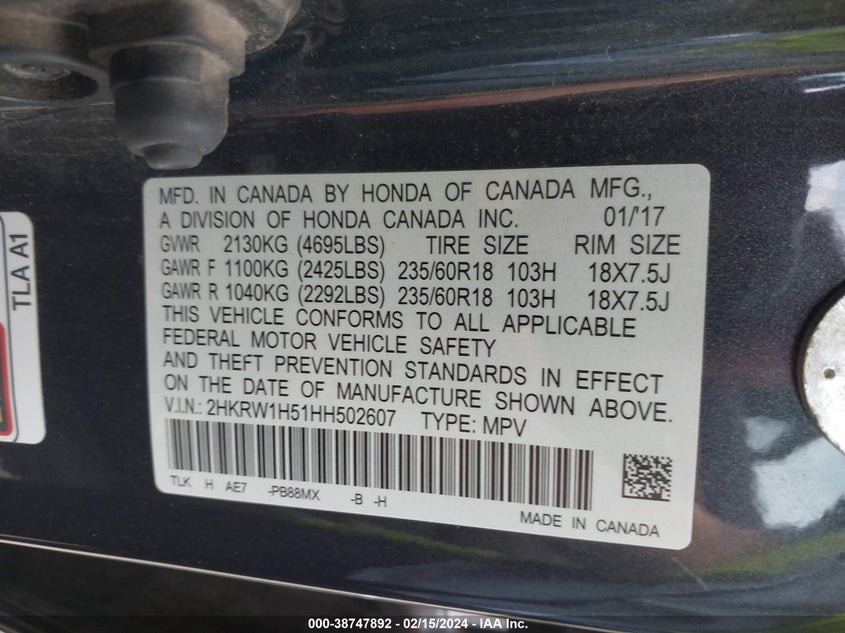 MFD. IN CANADA BY HONDA OF CANADA MFG.,
A DIVISION OF HONDA CANADA INC. 01/'17
GVWR 2130KG (4695LBS) TIRE SIZE RIM SIZE
GAWR F 1100KG (2425LBS) 235/60R18 103H 18X7.5J
GAWR R 1040KG (2292LBS) 235/60R18 103H 18X7.5J
THIS VEHICLE CONFORMS TO ALL APPLICABLE
FEDERAL MOTOR VEHICLE SAFETY
AND THEFT PREVENTION STANDARDS IN EFFECT
ON THE DATE OF MANUFACTURE SHOWN ABOVE.
V.I.N.: 2HKRW1H51HH502607 TYPE: MPV
TLK H AE7 -PB88MX -B -H
MADE IN CANADA
TLA A1
000-38747892 - 02/15/2024 - IAA Inc.